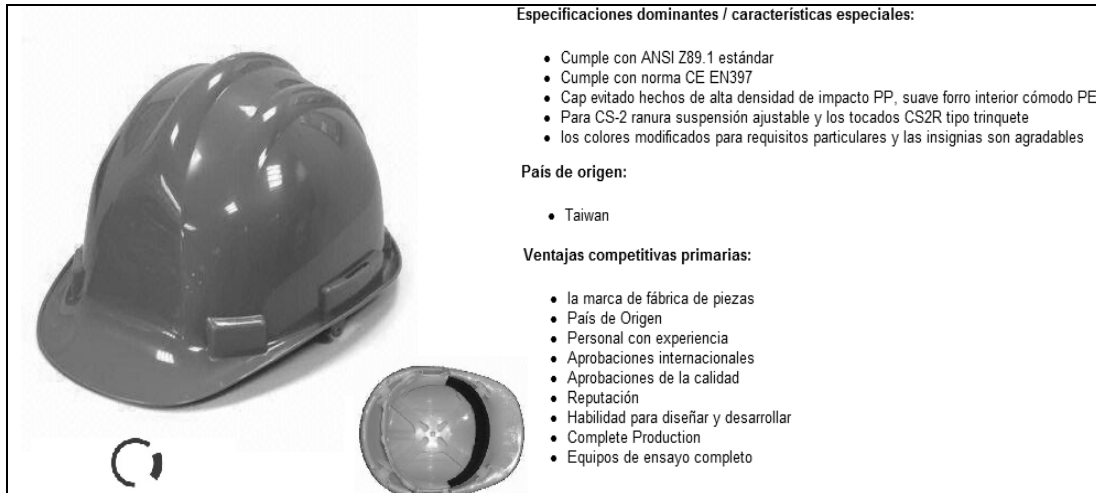 Especificaciones dominantes / características especiales:
Cumple con ANSI Z89.1 estándar
Cumple con norma CE EN397
Cap evitado hechos de alta densidad de impacto PP, suave forro interior cómodo PE
Para CS-2 ranura suspensión ajustable y los tocados CS2R tipo trinquete
los colores modificados para requisitos particulares y las insignias son agradables
País de origen:
Taiwan
Ventajas competitivas primarias:
la marca de fábrica de piezas
País de Origen
Personal con experiencia
Aprobaciones internacionales
Aprobaciones de la calidad
Reputación
Habilidad para diseñar y desarrollar
Complete Production
Equipos de ensayo completo